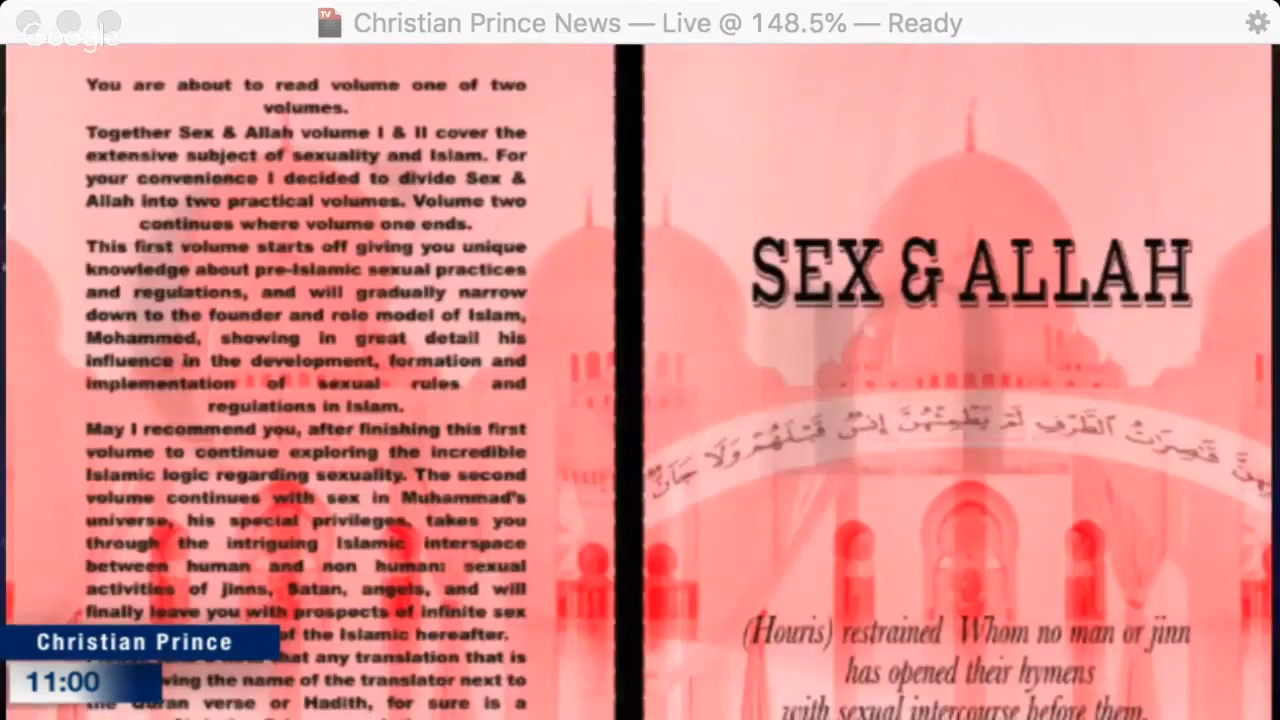 Christian Prince News — Live @ 148.5% — Ready
Google
You are about to read volume one of two
volumes.
Together Sex & Allah volume I & II cover the
extensive subject of sexuality and Islam. For
your convenience I decided to divide Sex &
Allah into two practical volumes. Volume two
continues where volume one ends.
This first volume starts off giving you unique
knowledge about pre-Islamic sexual practices
and regulations, and will gradually narrow
down to the founder and role model of Islam,
Mohammed, showing in great detail his
influence in the development, formation and
implementation of sexual rules and
regulations in Islam.
May I recommend you, after finishing this first
volume to continue exploring the incredible
Islamic logic regarding sexuality. The second
volume continues with sex in Muhammad's
universe, his special privileges, takes you
through the intriguing Islamic interspace
between human and non human: sexual
activities of jinns, Satan, angels, and will
finally leave you with prospects of infinite sex
of the Islamic hereafter.
that any translation that is
the name of the translator next to
the Quran verse or Hadith, for sure is a
Christian Prince
11:00
SEX & ALLAH
قَٰصِرَٰتُ ٱلطَّرْفِ لَمْ يَطْمِثْهُنَّ إِنسٌ قَبْلَهُمْ وَلَا جَآنٌّ
(Houris) restrained Whom no man or jinn
has opened their hymens
with sexual intercourse before them.